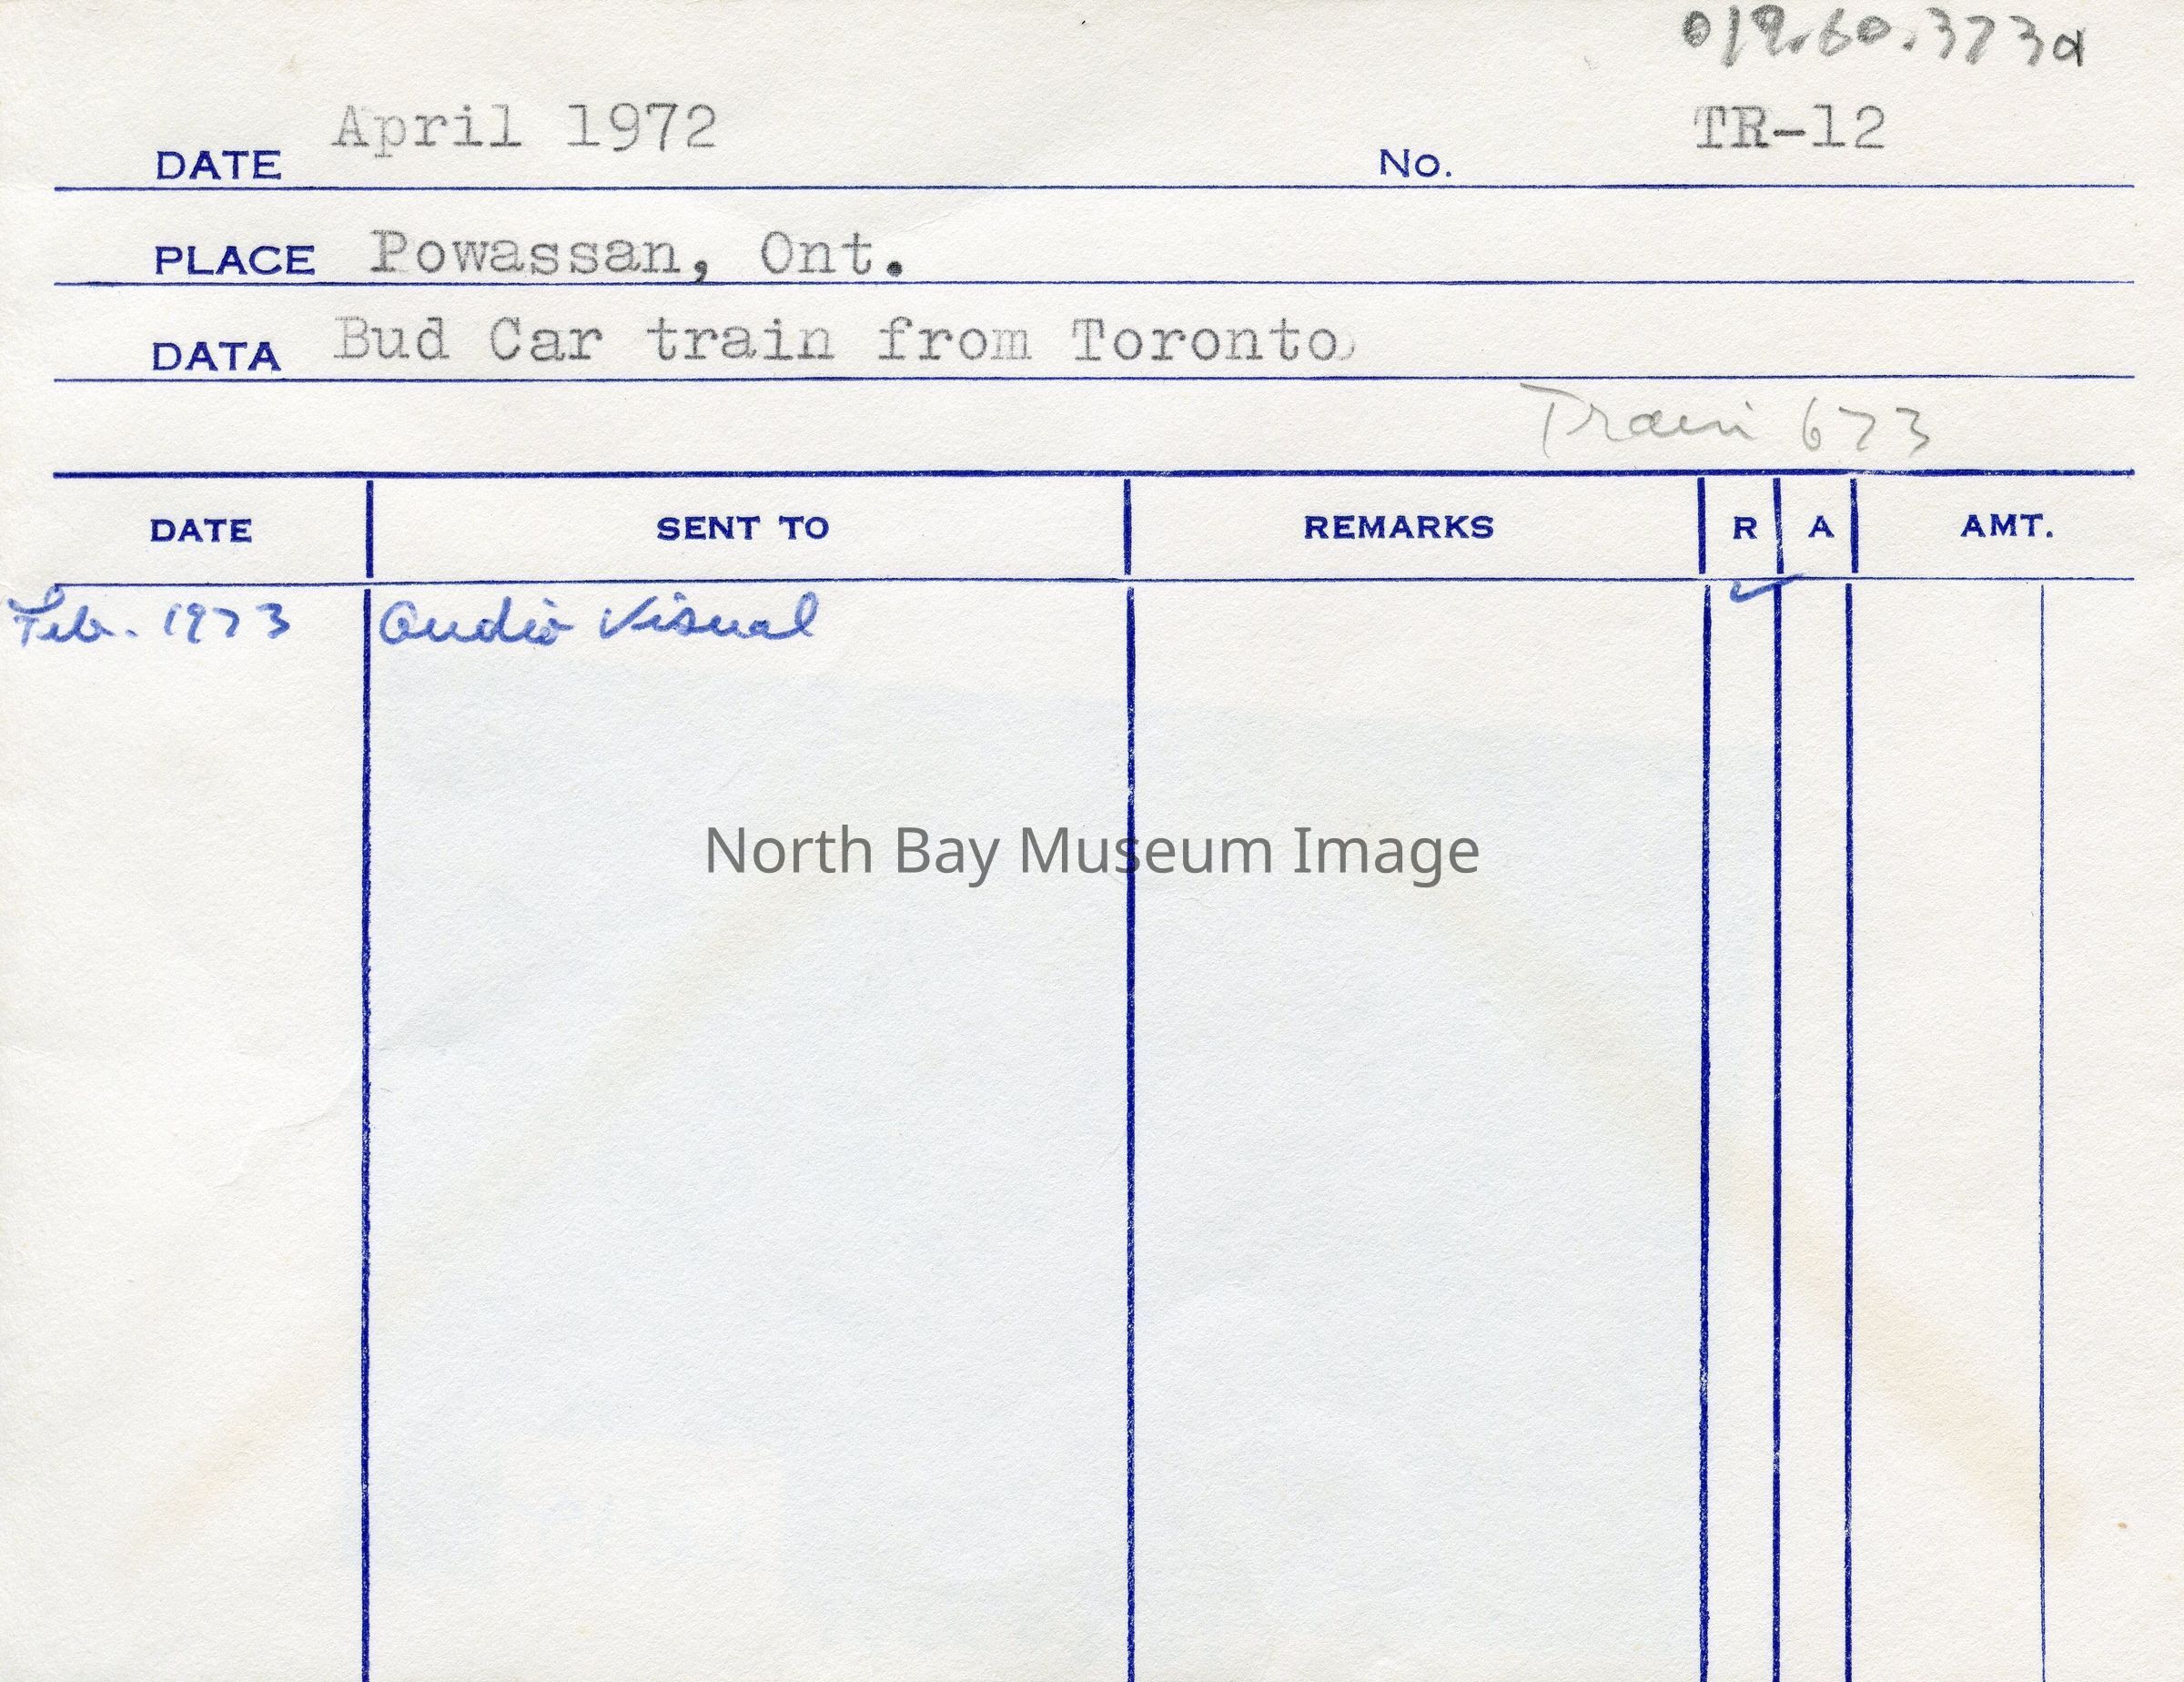 019.60.373a
DATE April 1972 No. TR-12
PLACE Powassan, Ont.
DATA Bud Car train from Toronto
Train 673
DATE SENT TO REMARKS R A AMT.
Feb. 1973 Audio Visual ✓
North Bay Museum Image